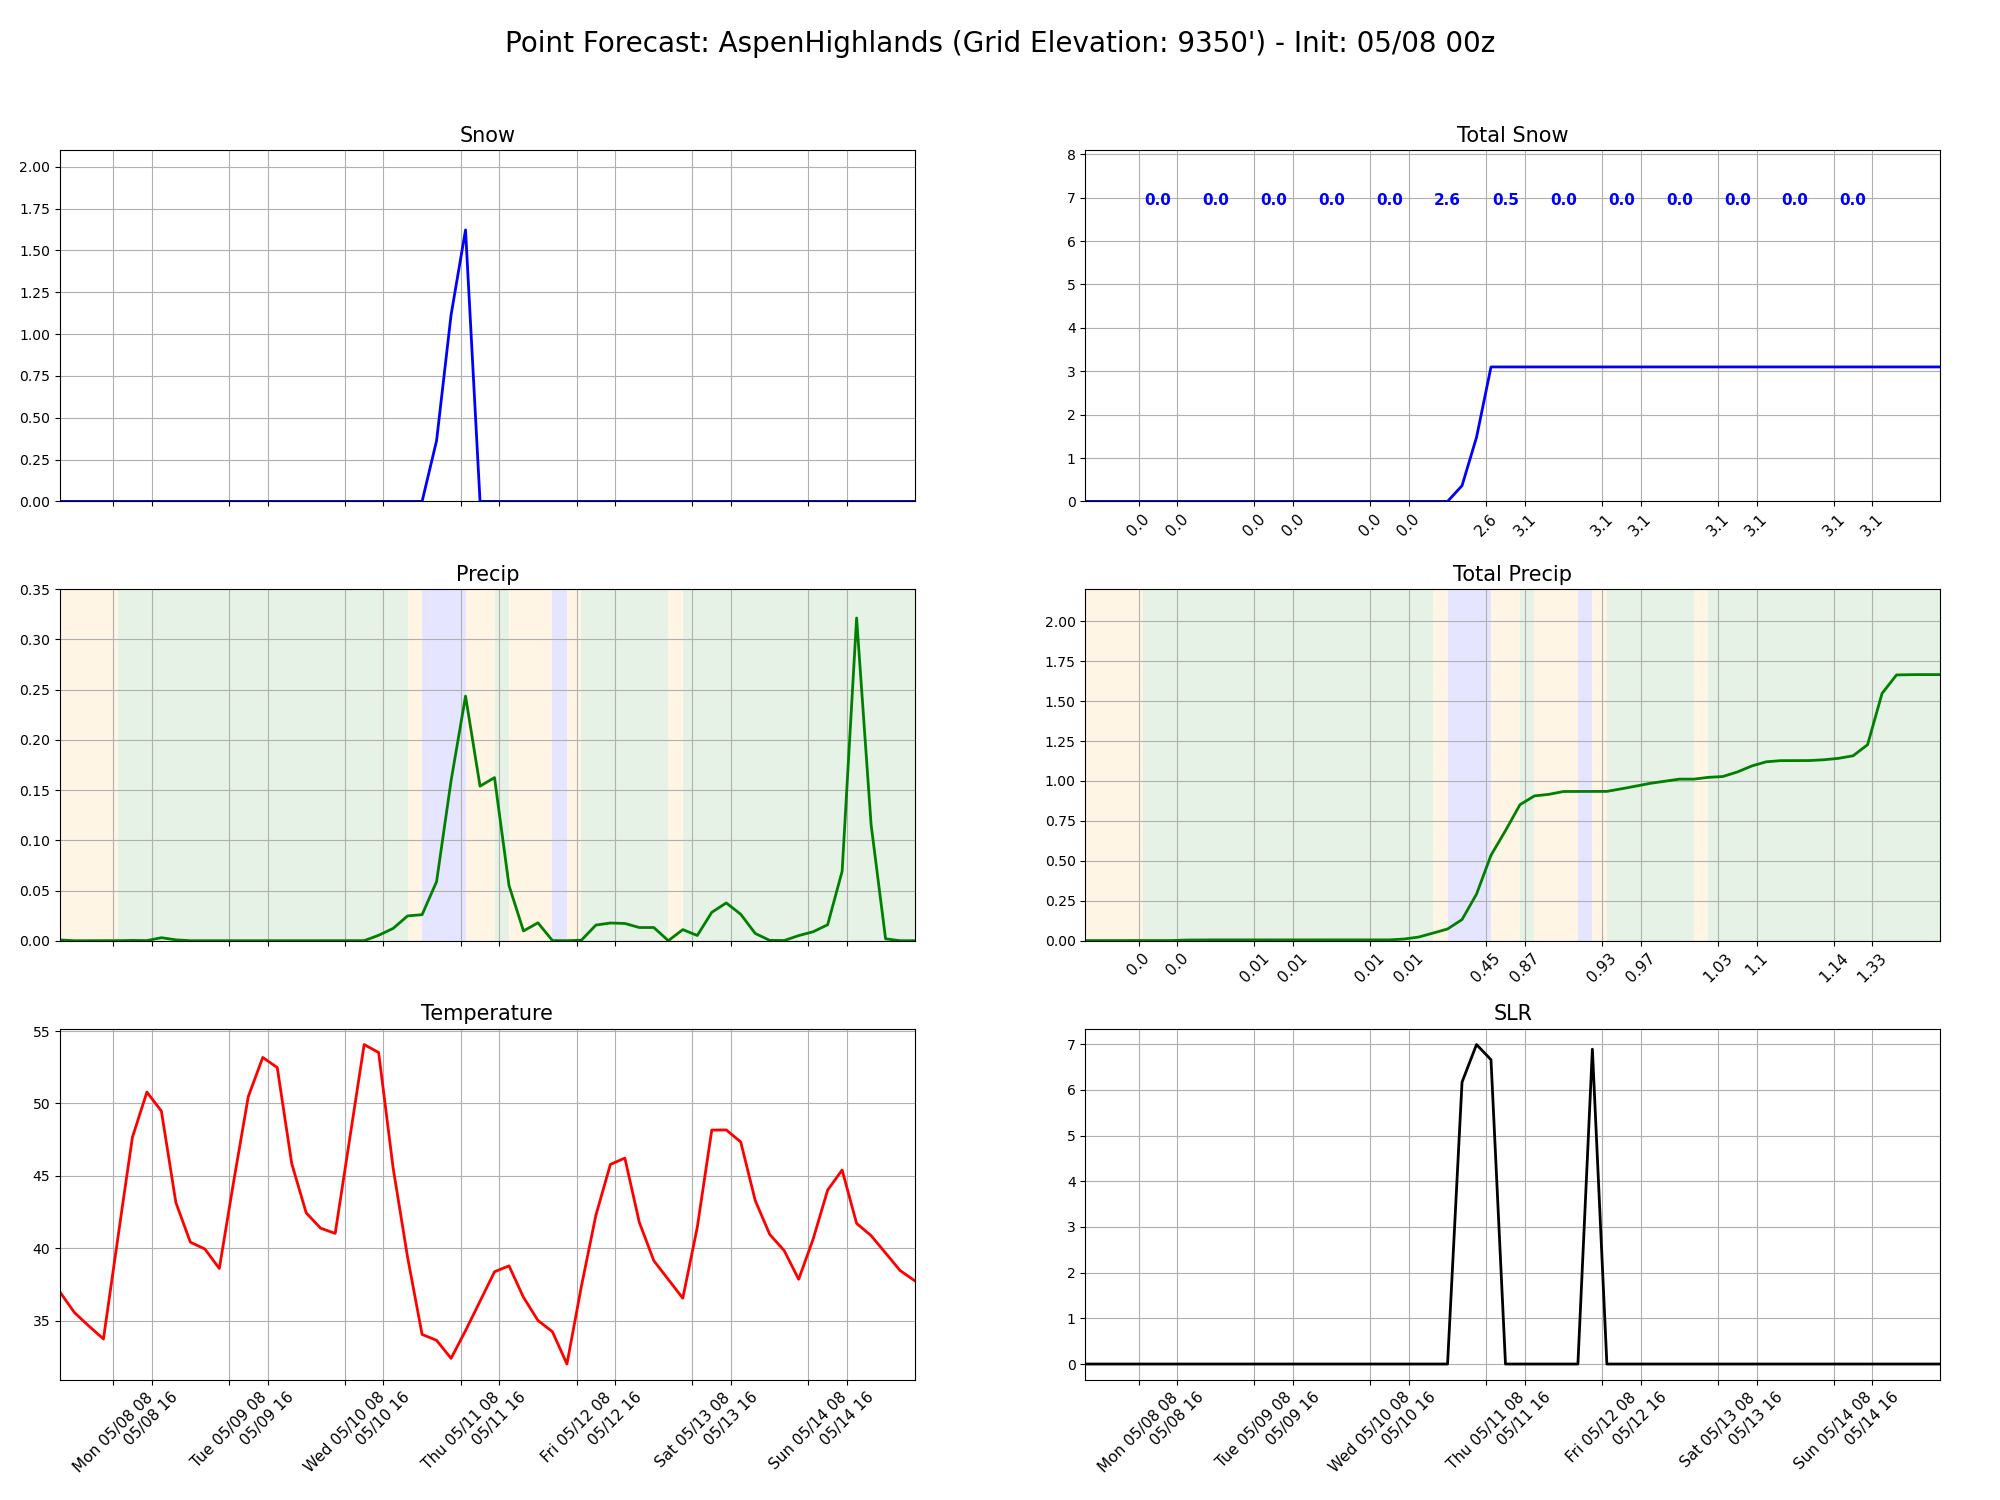 Point Forecast: AspenHighlands (Grid Elevation: 9350') - Init: 05/08 00z
Snow
2.00
1.75
1.50
1.25
1.00
0.75
0.50
0.25
0.00
Total Snow
8
7
6
5
4
3
2
1
0
0.0 0.0 0.0 0.0 0.0 2.6 0.5 0.0 0.0 0.0 0.0 0.0 0.0
0.0 0.0 0.0 0.0 0.0 0.0 2.6 3.1 3.1 3.1 3.1 3.1 3.1 3.1
Precip
0.35
0.30
0.25
0.20
0.15
0.10
0.05
0.00
Total Precip
2.00
1.75
1.50
1.25
1.00
0.75
0.50
0.25
0.00
0.0 0.0 0.01 0.01 0.01 0.01 0.45 0.87 0.93 0.97 1.03 1.1 1.14 1.33
Temperature
55
50
45
40
35
Mon 05/08 08
05/08 16
Tue 05/09 08
05/09 16
Wed 05/10 08
05/10 16
Thu 05/11 08
05/11 16
Fri 05/12 08
05/12 16
Sat 05/13 08
05/13 16
Sun 05/14 08
05/14 16
SLR
7
6
5
4
3
2
1
0
Mon 05/08 08
05/08 16
Tue 05/09 08
05/09 16
Wed 05/10 08
05/10 16
Thu 05/11 08
05/11 16
Fri 05/12 08
05/12 16
Sat 05/13 08
05/13 16
Sun 05/14 08
05/14 16